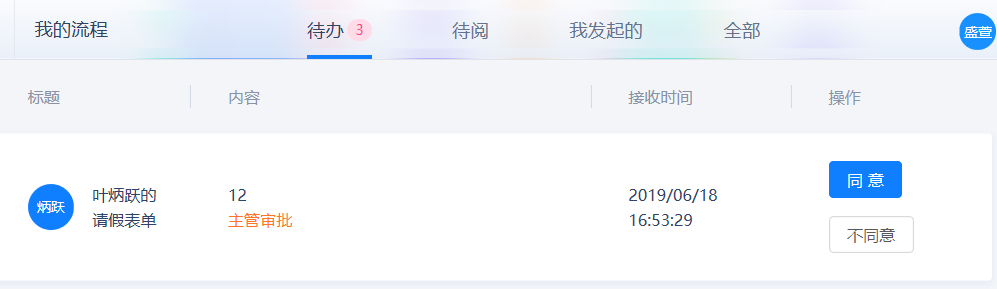 我的流程 待办 3 待阅 我发起的 全部 盛萱
标题 内容 接收时间 操作
炳跃 叶炳跃的 12 2019/06/18 同 意
请假表单 主管审批 16:53:29
不同意